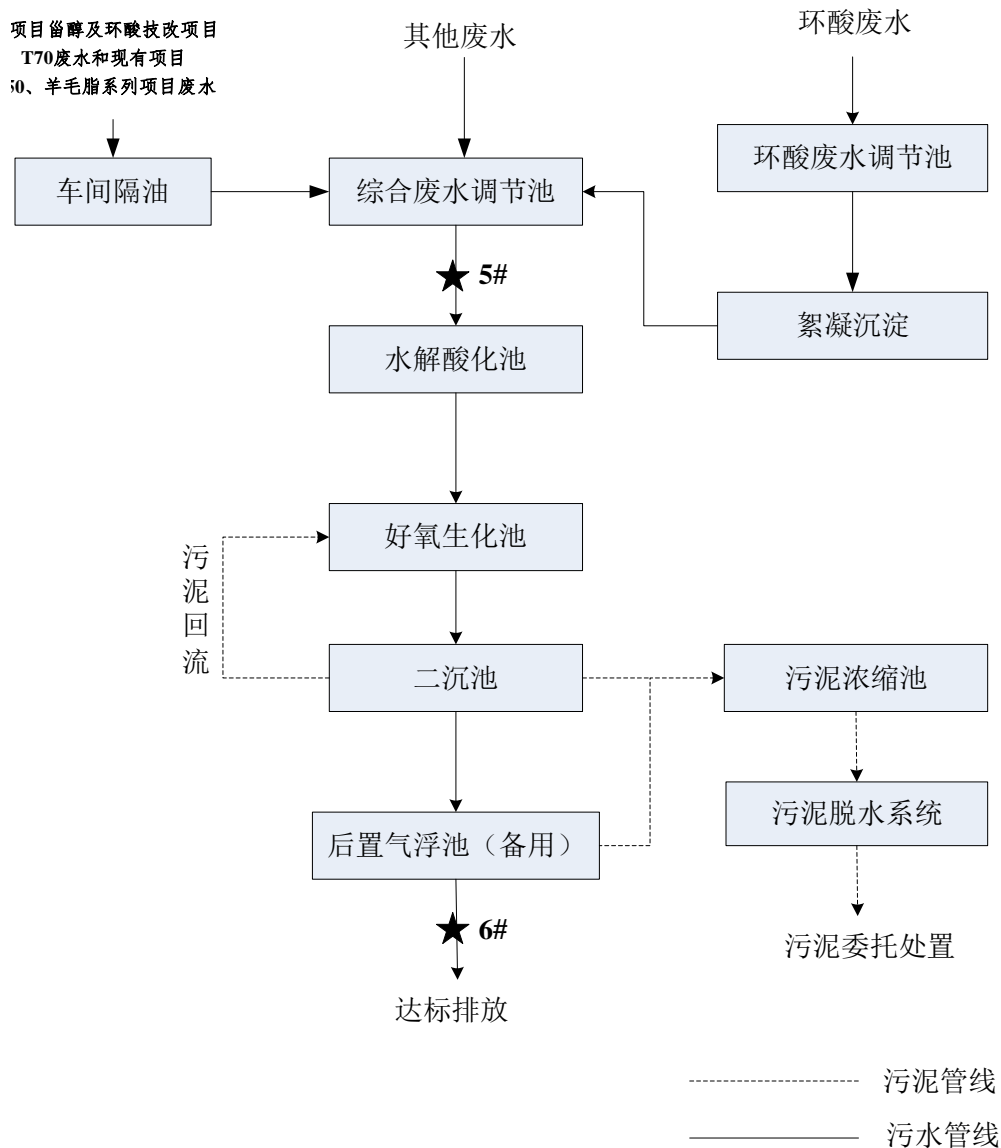 项目甾醇及环酸技改项目
T70废水和现有项目
50、羊毛脂系列项目废水
其他废水
环酸废水
车间隔油
综合废水调节池
环酸废水调节池
5#
絮凝沉淀
水解酸化池
好氧生化池
污泥回流
二沉池
污泥浓缩池
后置气浮池（备用）
污泥脱水系统
6#
污泥委托处置
达标排放
污泥管线
污水管线